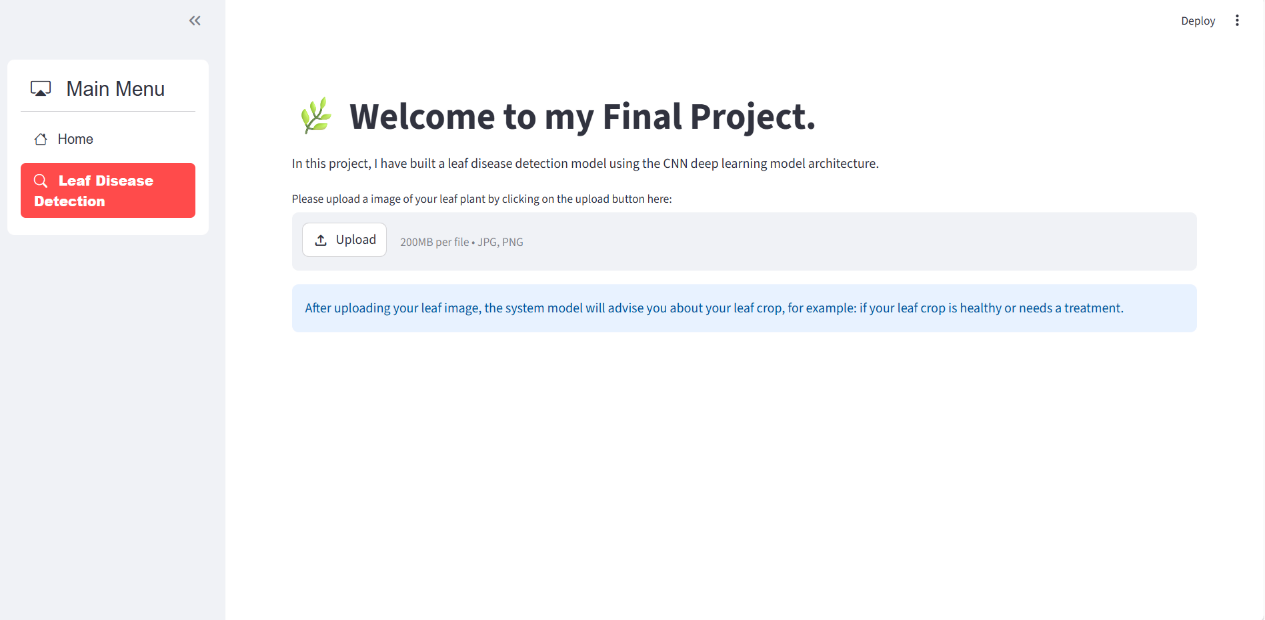 Deploy
Main Menu
Home
Leaf Disease
Detection
Welcome to my Final Project.
In this project, I have built a leaf disease detection model using the CNN deep learning model architecture.
Please upload a image of your leaf plant by clicking on the upload button here:
Upload
200MB per file • JPG, PNG
After uploading your leaf image, the system model will advise you about your leaf crop, for example: if your leaf crop is healthy or needs a treatment.